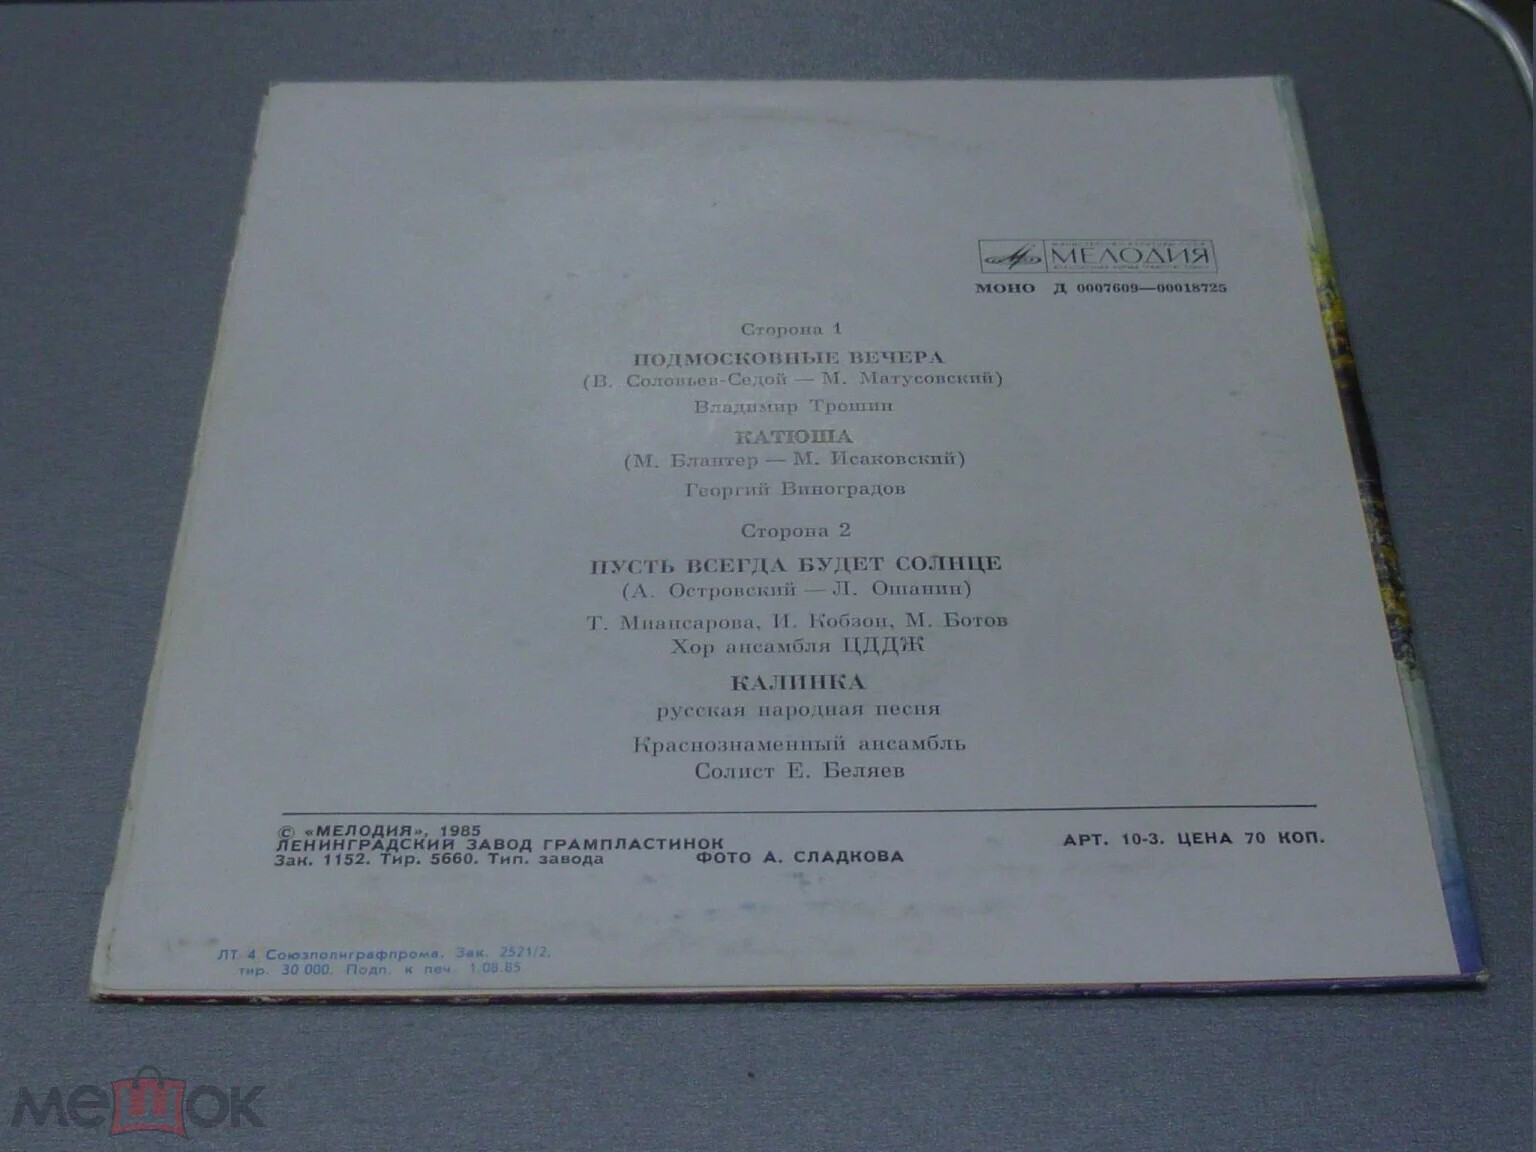 МЕЛОДИЯ
МОНО Д 0007609—00018725
Сторона 1
ПОДМОСКОВНЫЕ ВЕЧЕРА
(В. Соловьев-Седой — М. Матусовский)
Владимир Трошин
КАТЮША
(М. Блантер — М. Исаковский)
Георгий Виноградов
Сторона 2
ПУСТЬ ВСЕГДА БУДЕТ СОЛНЦЕ
(А. Островский — Л. Ошанин)
Т. Миансарова, И. Кобзон, М. Ботов
Хор ансамбля ЦДДЖ
КАЛИНКА
русская народная песня
Краснознаменный ансамбль
Солист Е. Беляев
© «МЕЛОДИЯ», 1985
ЛЕНИНГРАДСКИЙ ЗАВОД ГРАМПЛАСТИНОК
Зак. 1152. Тир. 5660. Тип. завода ФОТО А. СЛАДКОВА
АРТ. 10-3. ЦЕНА 70 КОП.
ЛТ 4 Союзполиграфпрома. Зак. 2521/2.
тир. 30 000. Подп. к печ. 1.08.85
мешок